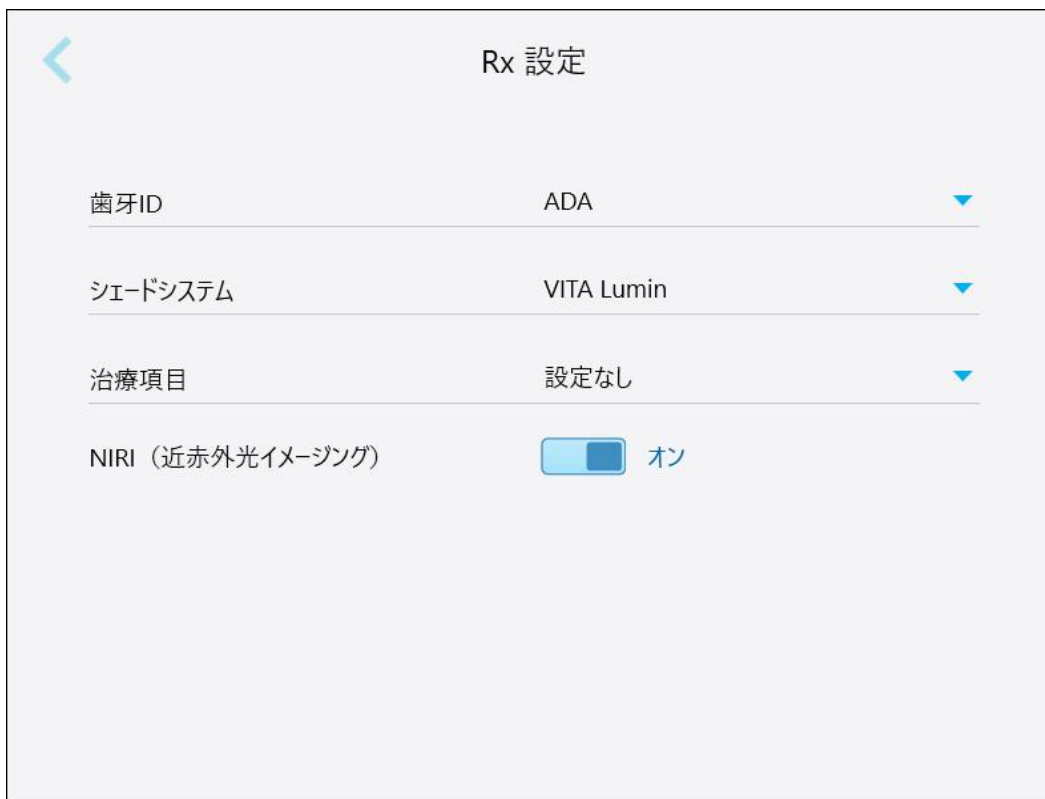 Rx 設定
歯牙ID ADA
シェードシステム VITA Lumin
治療項目 設定なし
NIRI（近赤外光イメージング） オン